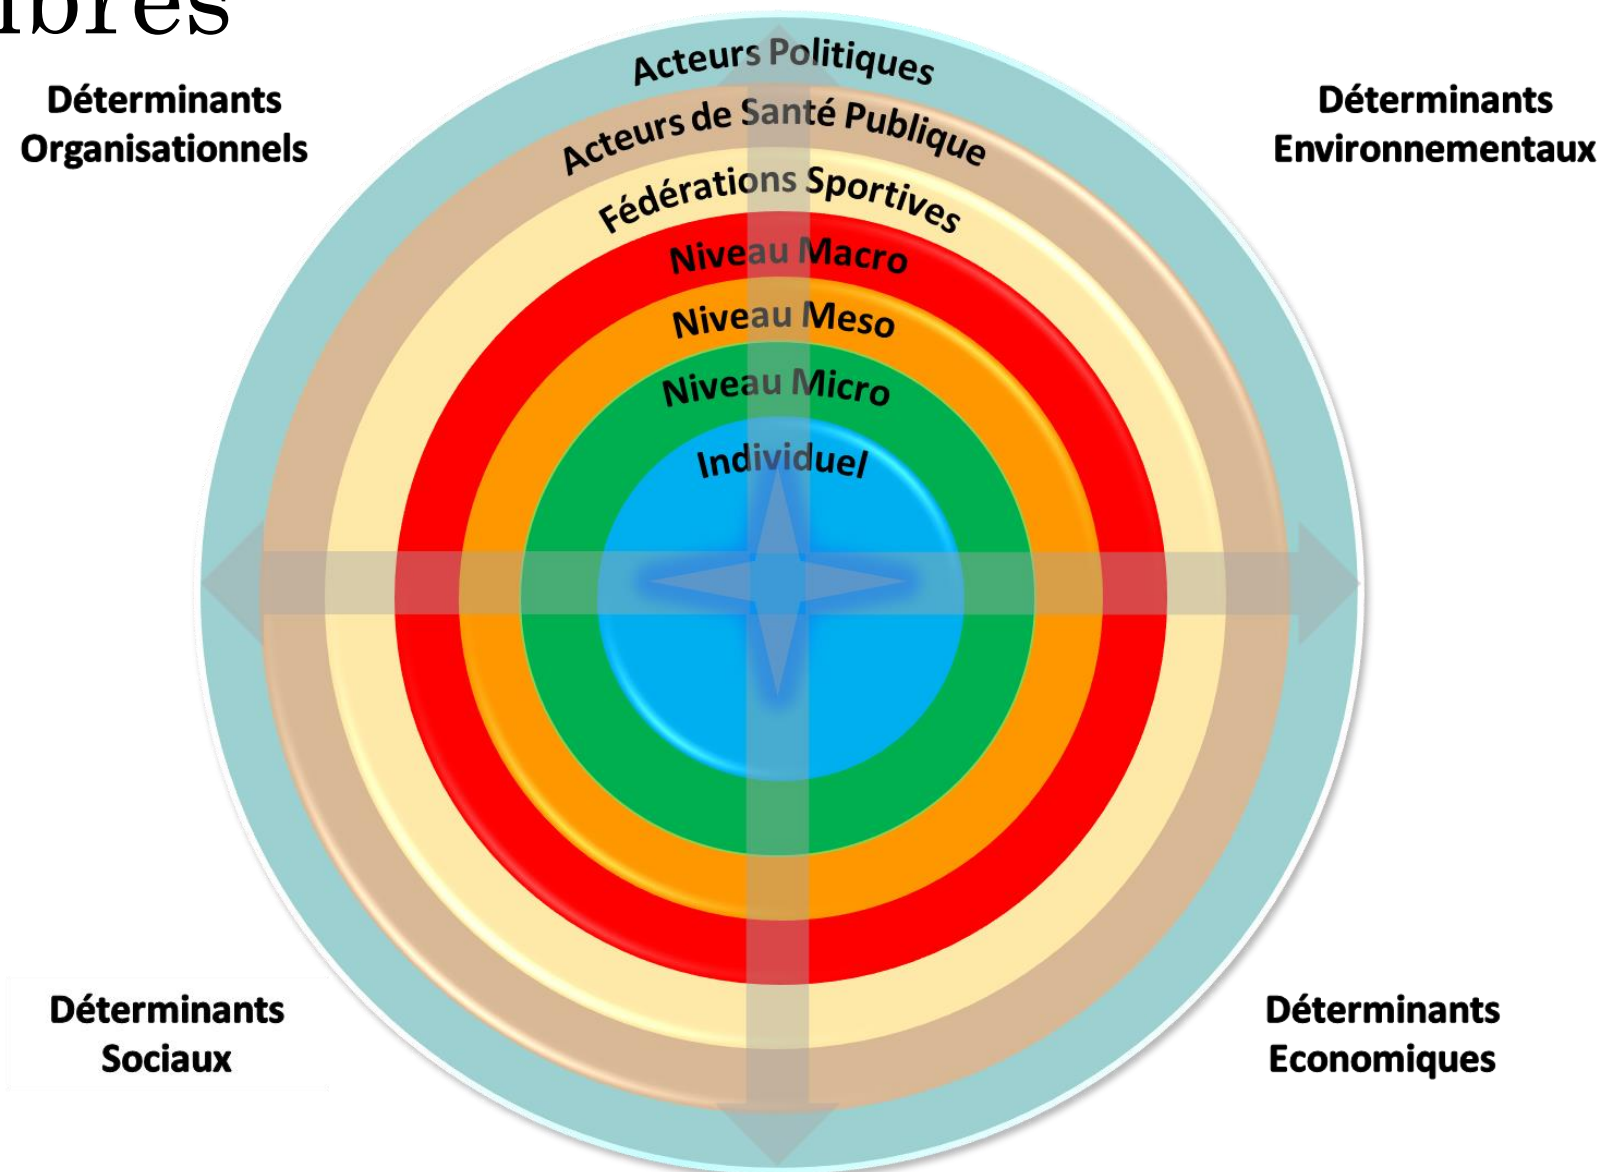 Acteurs Politiques
Déterminants
Organisationnels
Déterminants
Environnementaux
Acteurs de Santé Publique
Fédérations Sportives
Niveau Macro
Niveau Meso
Niveau Micro
Individuel
Déterminants
Sociaux
Déterminants
Economiques